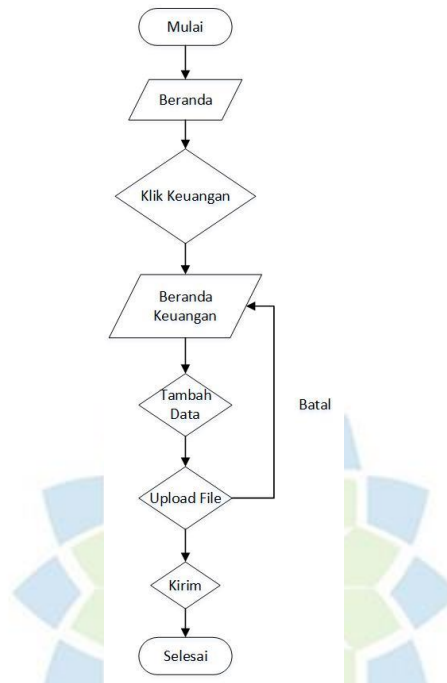 Mulai
Beranda
Klik Keuangan
Beranda
Keuangan
Tambah
Data
Batal
Upload File
Kirim
Selesai